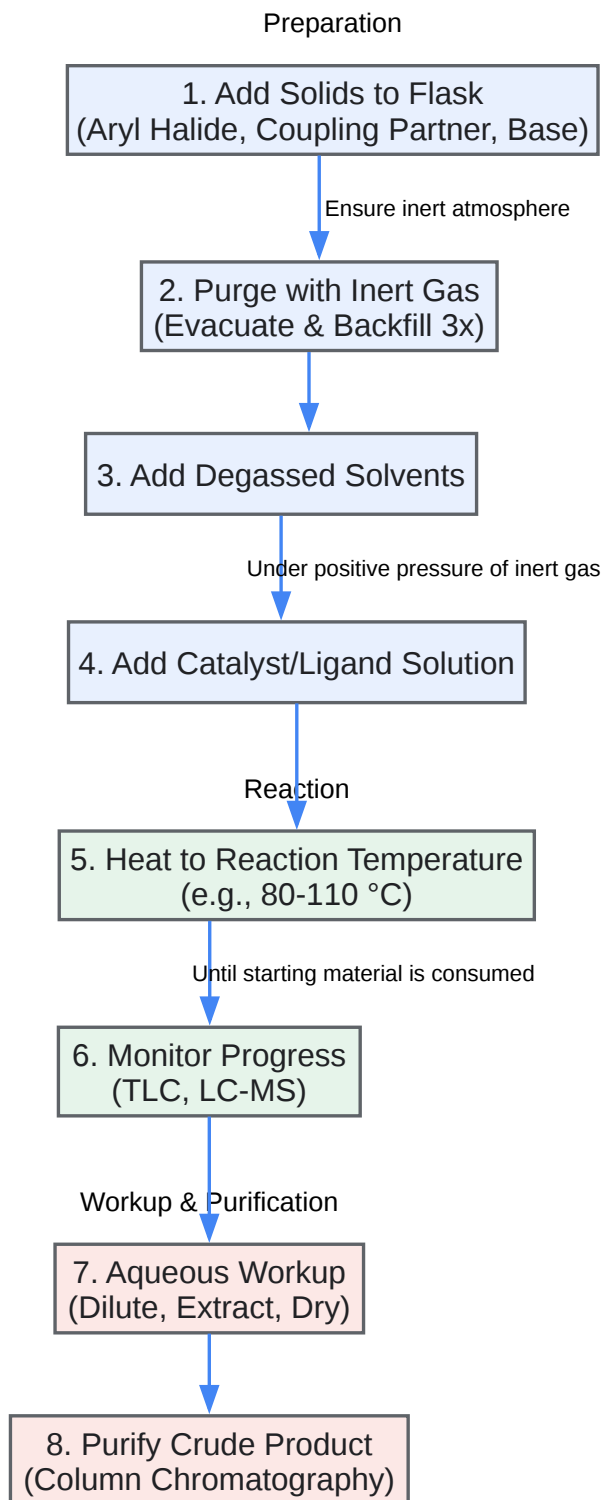 Preparation
1. Add Solids to Flask
(Aryl Halide, Coupling Partner, Base)
Ensure inert atmosphere
2. Purge with Inert Gas
(Evacuate & Backfill 3x)
3. Add Degassed Solvents
Under positive pressure of inert gas
4. Add Catalyst/Ligand Solution
Reaction
5. Heat to Reaction Temperature
(e.g., 80-110 °C)
Until starting material is consumed
6. Monitor Progress
(TLC, LC-MS)
Workup & Purification
7. Aqueous Workup
(Dilute, Extract, Dry)
8. Purify Crude Product
(Column Chromatography)